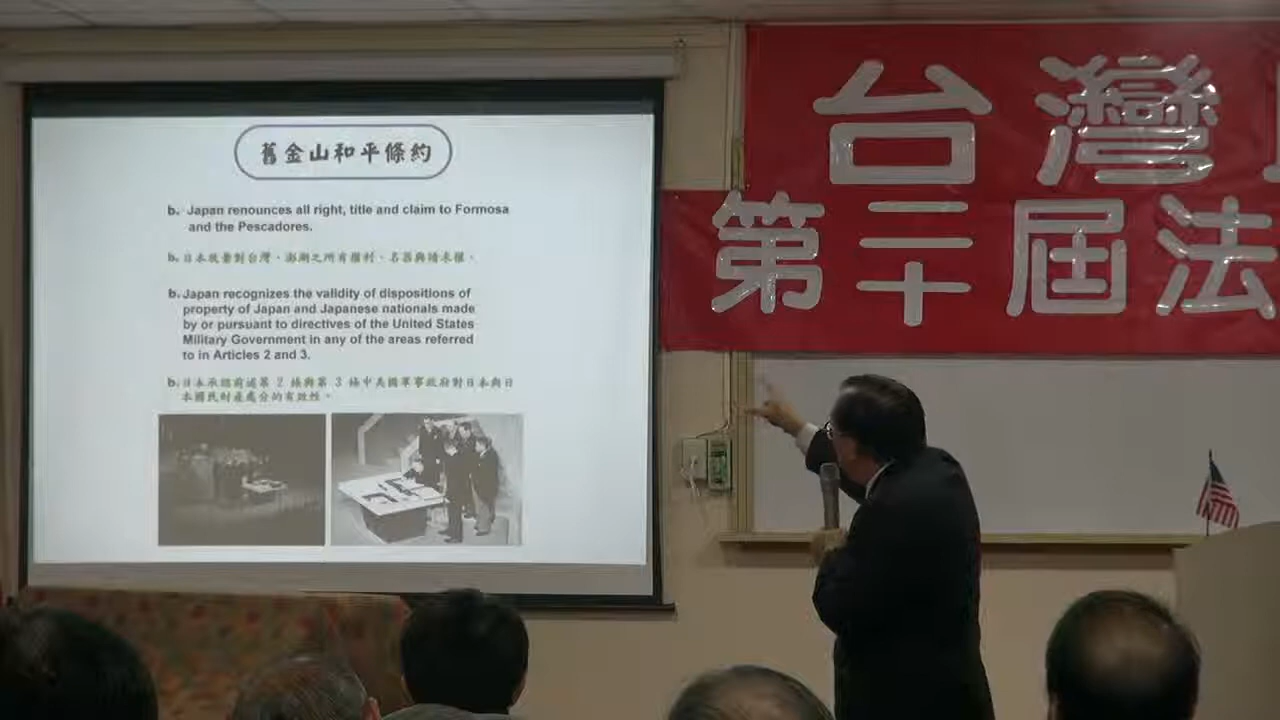 舊金山和平條約
b. Japan renounces all right, title and claim to Formosa
and the Pescadores.
b. 日本放棄對台灣、澎湖之所有權利、名器與請求權。
b. Japan recognizes the validity of dispositions of
property of Japan and Japanese nationals made
by or pursuant to directives of the United States
Military Government in any of the areas referred
to in Articles 2 and 3.
b. 日本承認前述第 2 條與第 3 條中美國軍事政府對日本與日
本國民財產處分的有效性。
台灣
第三十屆法